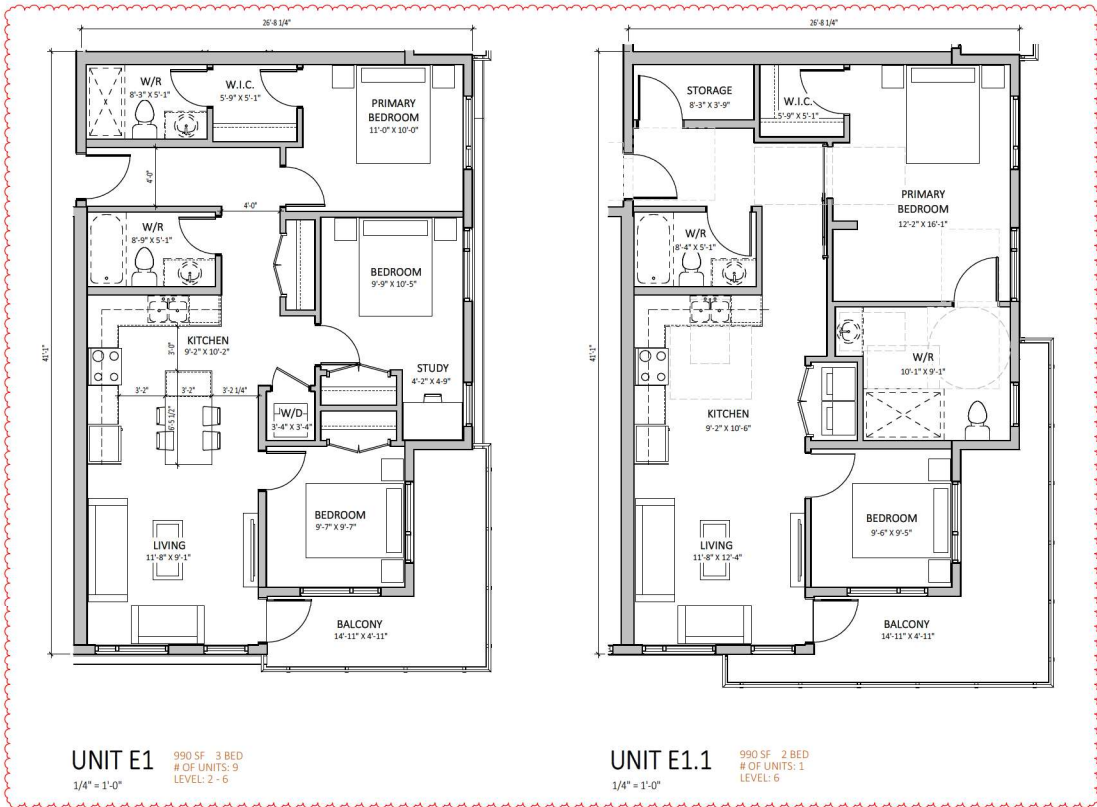 26'-8 1/4"
41'-1"
W/R
8'-3" X 5'-1"
W.I.C.
5'-9" X 5'-1"
PRIMARY
BEDROOM
11'-0" X 10'-0"
4'-0"
4'-0"
W/R
8'-9" X 5'-1"
BEDROOM
9'-9" X 10'-5"
KITCHEN
9'-2" X 10'-2"
3'-0"
STUDY
4'-2" X 4'-9"
3'-2"
3'-2"
3'-2 1/4"
6'-5 1/2"
W/D
3'-4" X 3'-4"
BEDROOM
9'-7" X 9'-7"
LIVING
11'-8" X 9'-1"
BALCONY
14'-11" X 4'-11"
UNIT E1
990 SF 3 BED
# OF UNITS: 9
LEVEL: 2 - 6
1/4" = 1'-0"
26'-8 1/4"
41'-1"
STORAGE
8'-3" X 3'-9"
W.I.C.
5'-9" X 5'-1"
PRIMARY
BEDROOM
12'-2" X 16'-1"
W/R
8'-4" X 5'-1"
W/R
10'-1" X 9'-1"
KITCHEN
9'-2" X 10'-6"
BEDROOM
9'-6" X 9'-5"
LIVING
11'-8" X 12'-4"
BALCONY
14'-11" X 4'-11"
UNIT E1.1
990 SF 2 BED
# OF UNITS: 1
LEVEL: 6
1/4" = 1'-0"